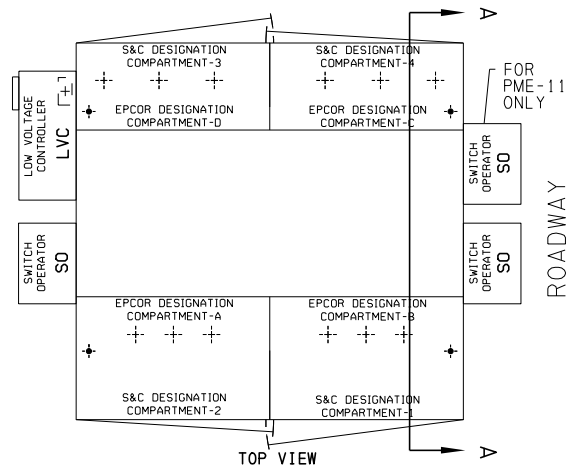 A
S&C DESIGNATION
COMPARTMENT-3
S&C DESIGNATION
COMPARTMENT-4
FOR
PME-11
ONLY
EPCOR DESIGNATION
COMPARTMENT-D
EPCOR DESIGNATION
COMPARTMENT-C
LOW VOLTAGE
CONTROLLER
LVC
SWITCH
OPERATOR
SO
ROADWAY
SWITCH
OPERATOR
SO
SWITCH
OPERATOR
SO
EPCOR DESIGNATION
COMPARTMENT-A
EPCOR DESIGNATION
COMPARTMENT-B
S&C DESIGNATION
COMPARTMENT-2
S&C DESIGNATION
COMPARTMENT-1
A
TOP VIEW